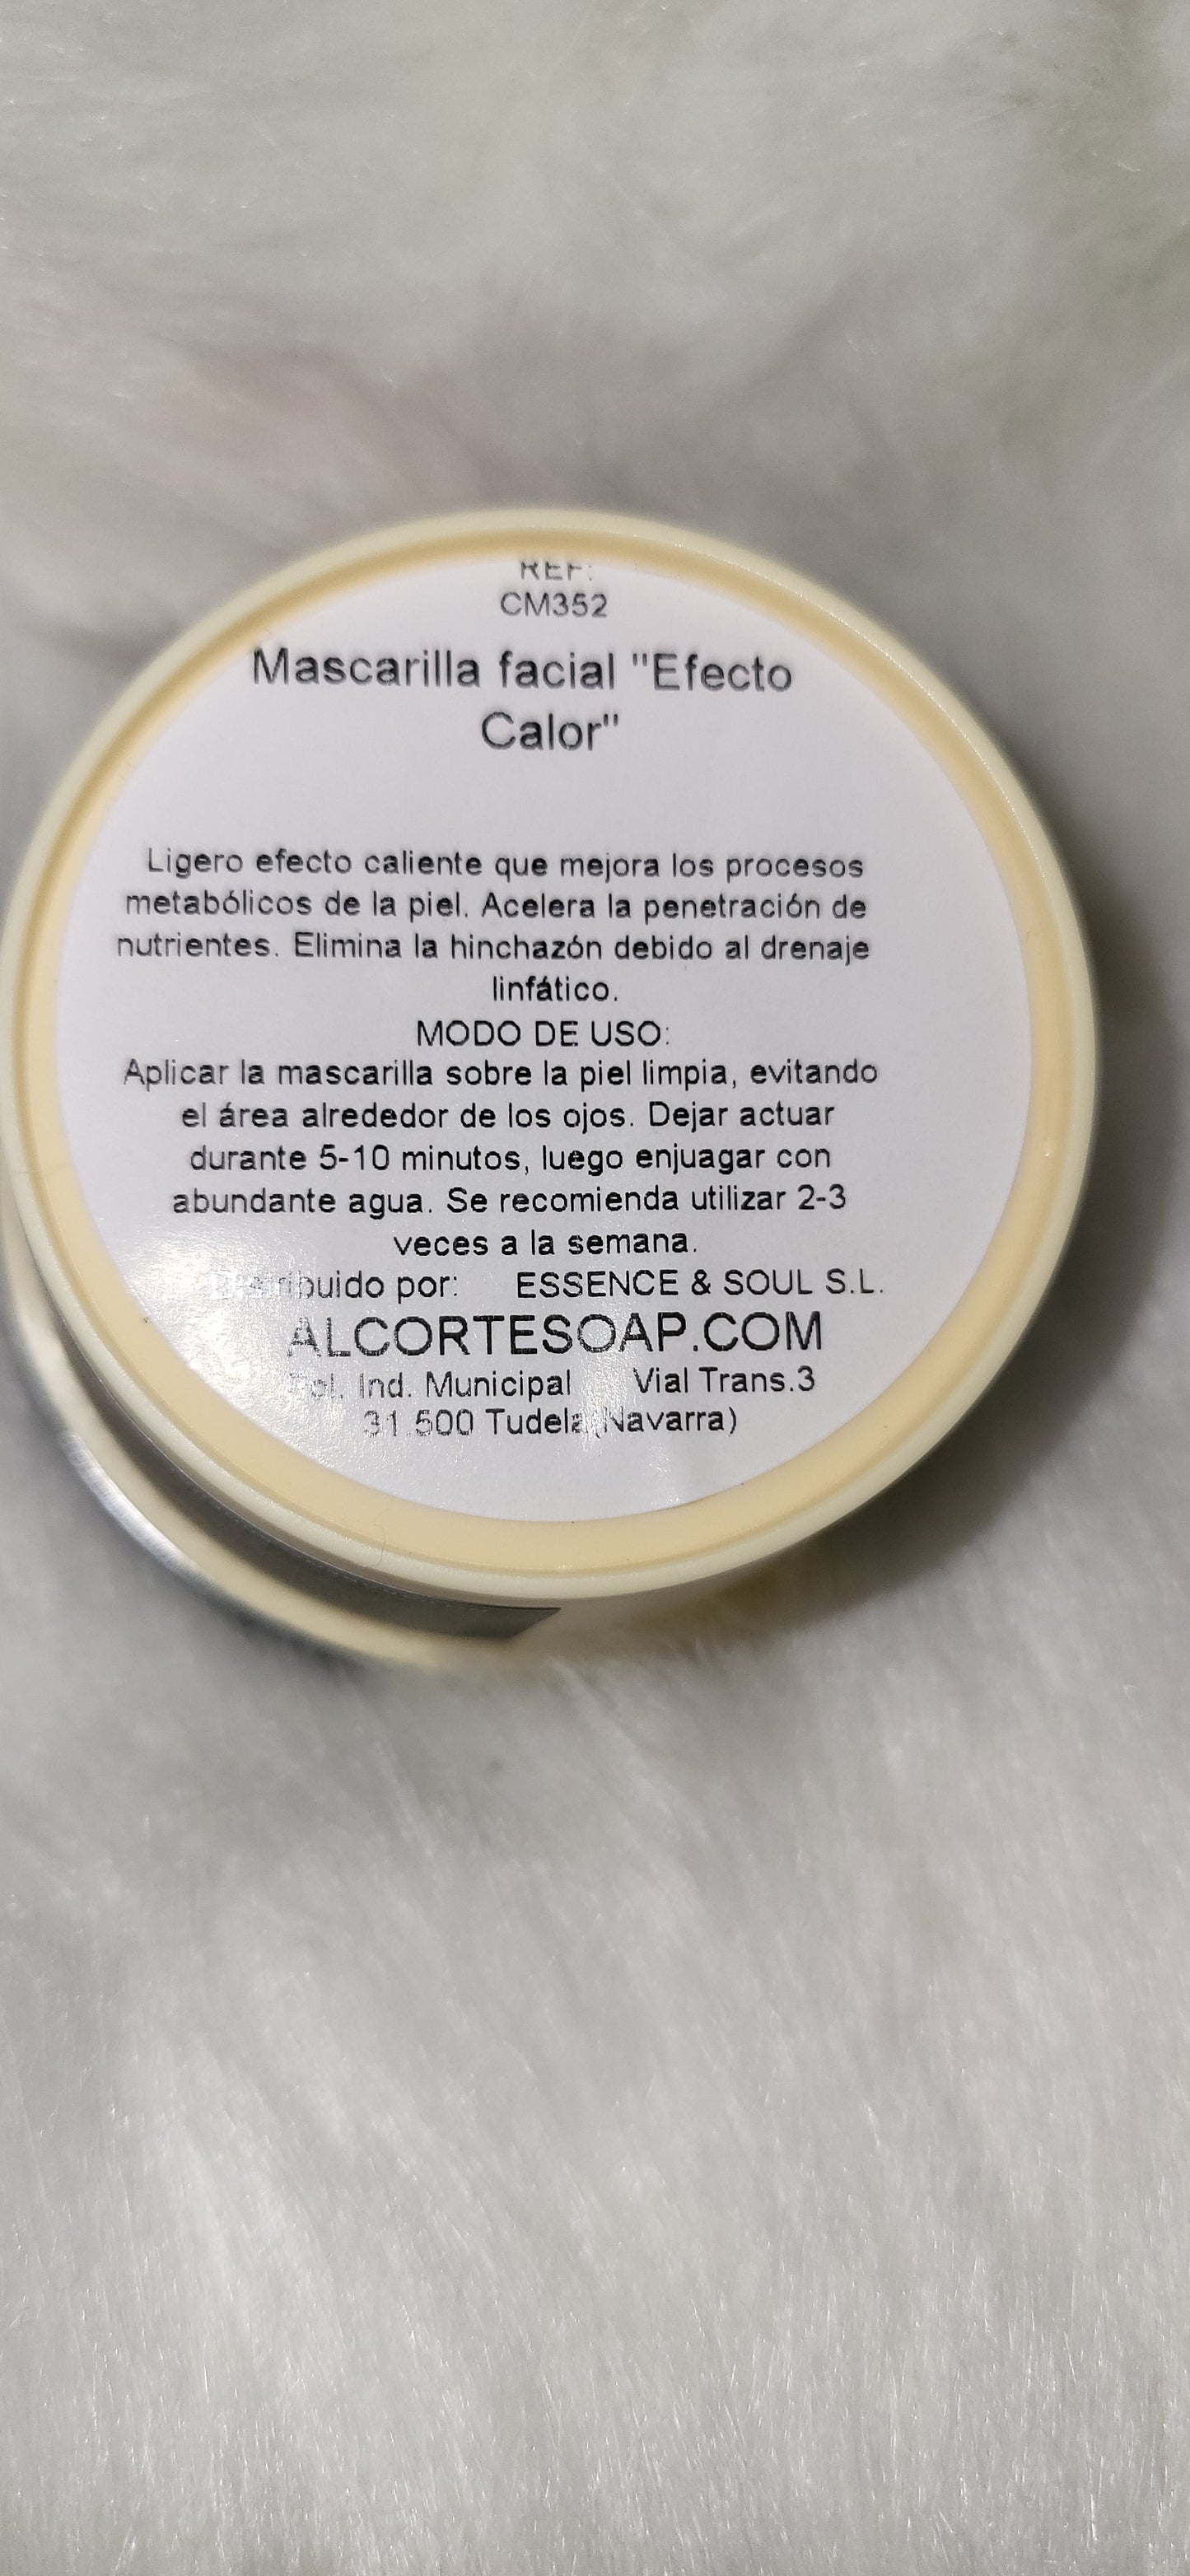 REF:
CM352
Mascarilla facial "Efecto
Calor"
Ligero efecto caliente que mejora los procesos
metabólicos de la piel. Acelera la penetración de
nutrientes. Elimina la hinchazón debido al drenaje
linfático.
MODO DE USO:
Aplicar la mascarilla sobre la piel limpia, evitando
el área alrededor de los ojos. Dejar actuar
durante 5-10 minutos, luego enjuagar con
abundante agua. Se recomienda utilizar 2-3
veces a la semana.
Distribuido por: ESSENCE & SOUL S.L.
ALCORTESOAP.COM
Pol. Ind. Municipal Vial Trans.3
31.500 Tudela(Navarra)